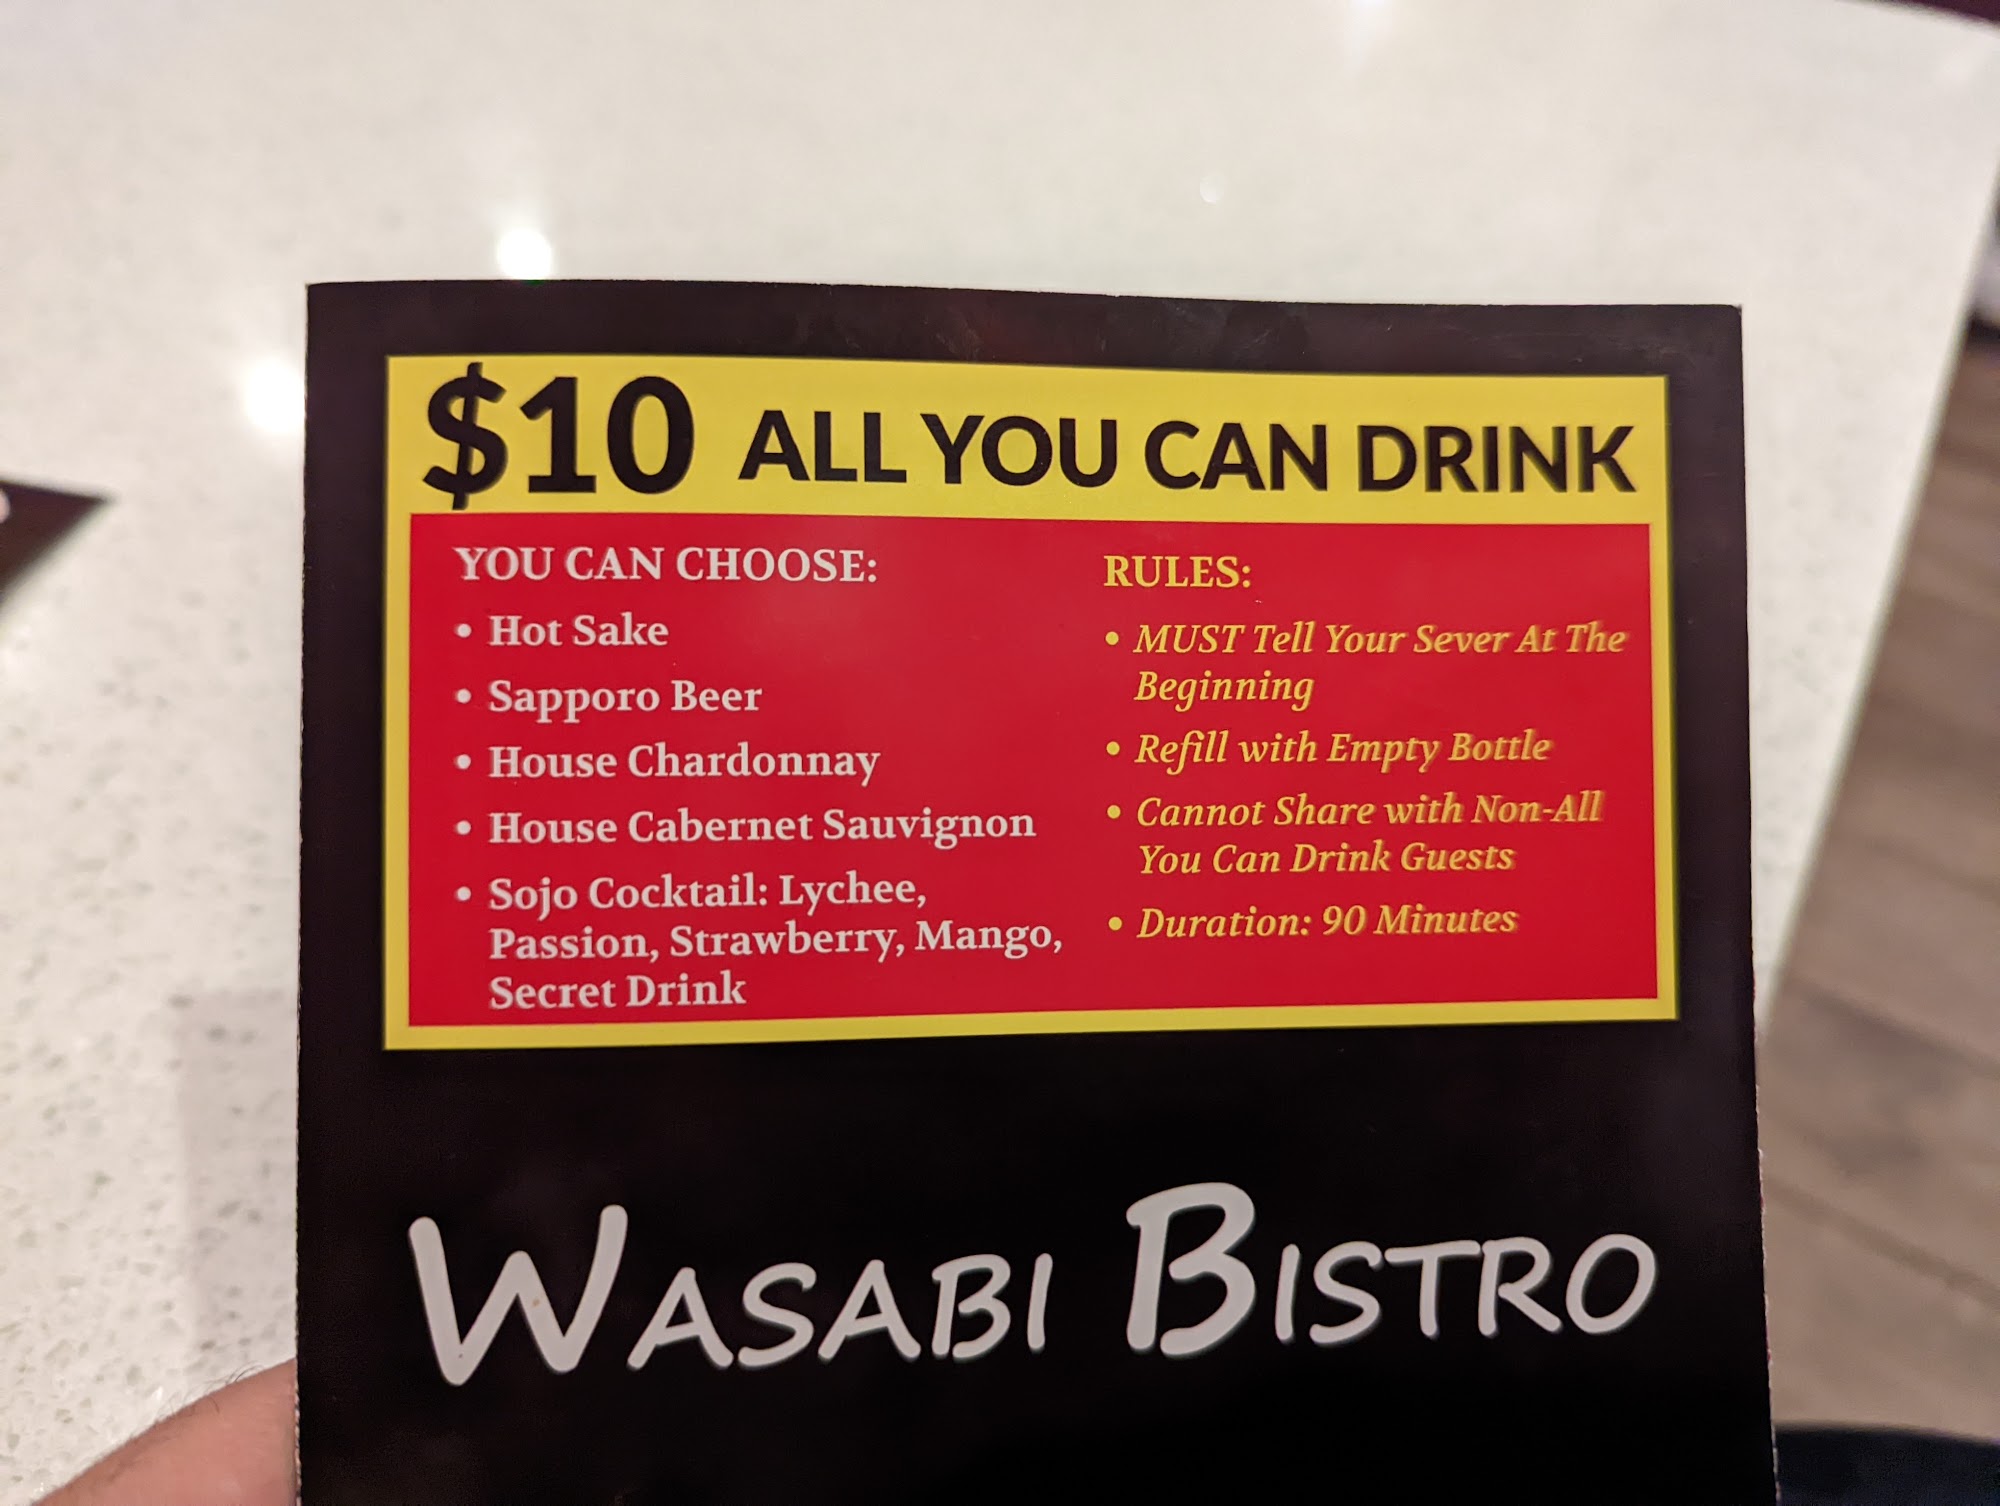 $10 ALL YOU CAN DRINK
YOU CAN CHOOSE:
• Hot Sake
• Sapporo Beer
• House Chardonnay
• House Cabernet Sauvignon
• Sojo Cocktail: Lychee,
Passion, Strawberry, Mango,
Secret Drink
RULES:
• MUST Tell Your Sever At The
Beginning
• Refill with Empty Bottle
• Cannot Share with Non-All
You Can Drink Guests
• Duration: 90 Minutes
WASABI BISTRO